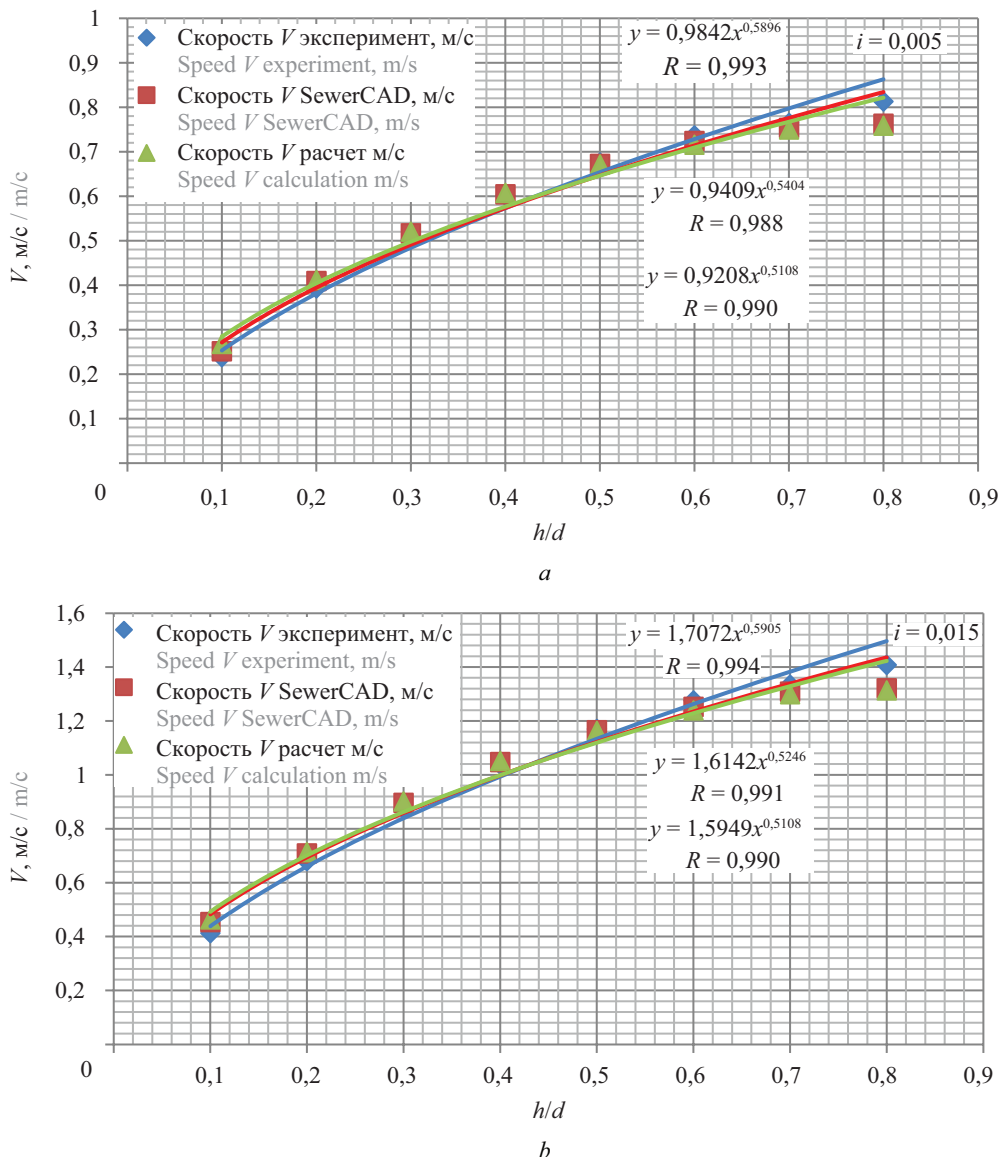 1
0,9
0,8
0,7
0,6
0,5
0,4
0,3
0,2
0,1
0
V, м/с / m/c
Скорость V эксперимент, м/с
Speed V experiment, m/s
Скорость V SewerCAD, м/с
Speed V SewerCAD, m/s
Скорость V расчет м/с
Speed V calculation m/s
y = 0,9842x^0,5896
R = 0,993
i = 0,005
y = 0,9409x^0,5404
R = 0,988
y = 0,9208x^0,5108
R = 0,990
0,1 0,2 0,3 0,4 0,5 0,6 0,7 0,8 0,9
h/d
a
1,6
1,4
1,2
1
0,8
0,6
0,4
0,2
0
V, м/с / m/c
Скорость V эксперимент, м/с
Speed V experiment, m/s
Скорость V SewerCAD, м/с
Speed V SewerCAD, m/s
Скорость V расчет м/с
Speed V calculation m/s
y = 1,7072x^0,5905
R = 0,994
i = 0,015
y = 1,6142x^0,5246
R = 0,991
y = 1,5949x^0,5108
R = 0,990
0,1 0,2 0,3 0,4 0,5 0,6 0,7 0,8 0,9
h/d
b